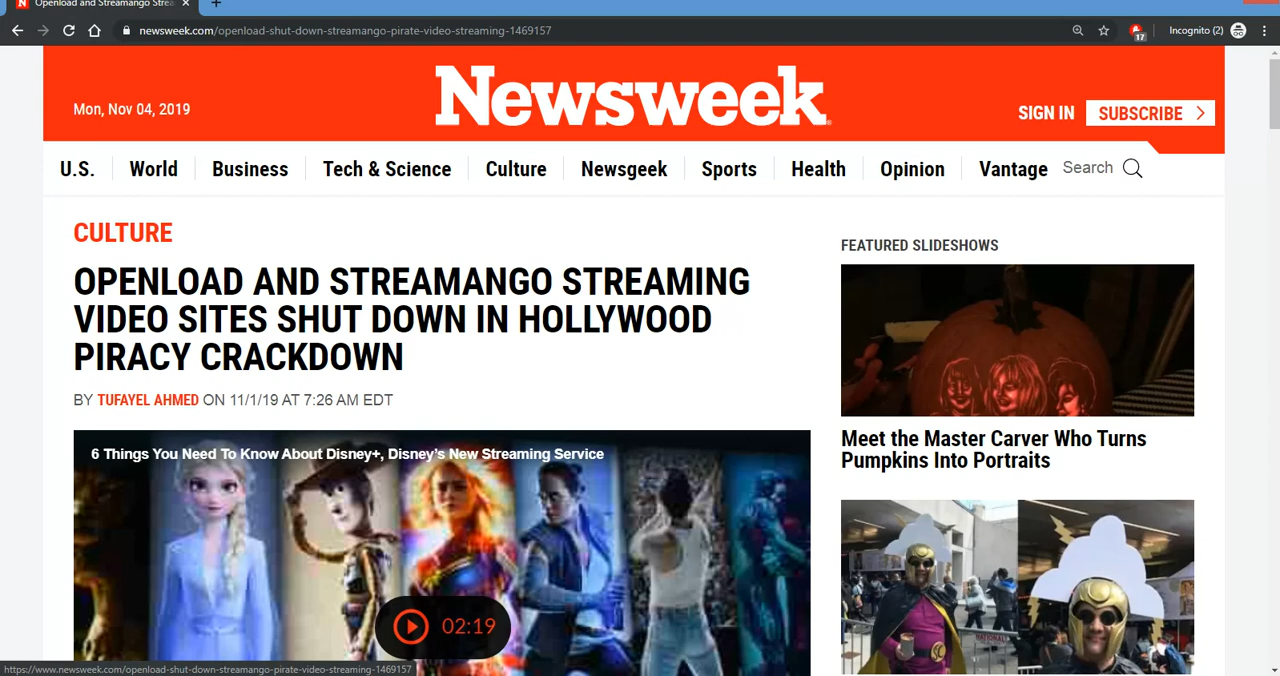 Openload and Streamango Strea
newsweek.com/openload-shut-down-streamango-pirate-video-streaming-1469157
17
Incognito (2)
Mon, Nov 04, 2019
Newsweek
SIGN IN
SUBSCRIBE
U.S.
World
Business
Tech & Science
Culture
Newsgeek
Sports
Health
Opinion
Vantage
Search
CULTURE
OPENLOAD AND STREAMANGO STREAMING
VIDEO SITES SHUT DOWN IN HOLLYWOOD
PIRACY CRACKDOWN
BY TUFAYEL AHMED ON 11/1/19 AT 7:26 AM EDT
6 Things You Need To Know About Disney+, Disney's New Streaming Service
02:19
FEATURED SLIDESHOWS
Meet the Master Carver Who Turns
Pumpkins Into Portraits
https://www.newsweek.com/openload-shut-down-streamango-pirate-video-streaming-1469157